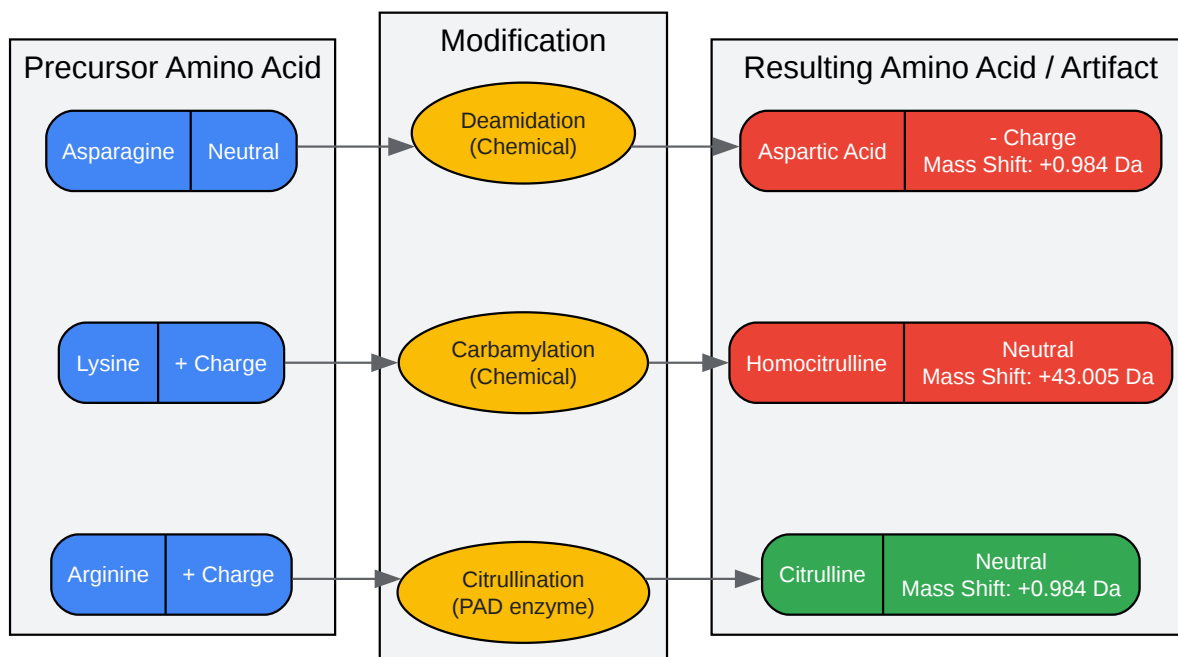 Precursor Amino Acid
Modification
Resulting Amino Acid / Artifact
Asparagine
Neutral
Deamidation
(Chemical)
Aspartic Acid
- Charge
Mass Shift: +0.984 Da
Lysine
+ Charge
Carbamylation
(Chemical)
Homocitrulline
Neutral
Mass Shift: +43.005 Da
Arginine
+ Charge
Citrullination
(PAD enzyme)
Citrulline
Neutral
Mass Shift: +0.984 Da